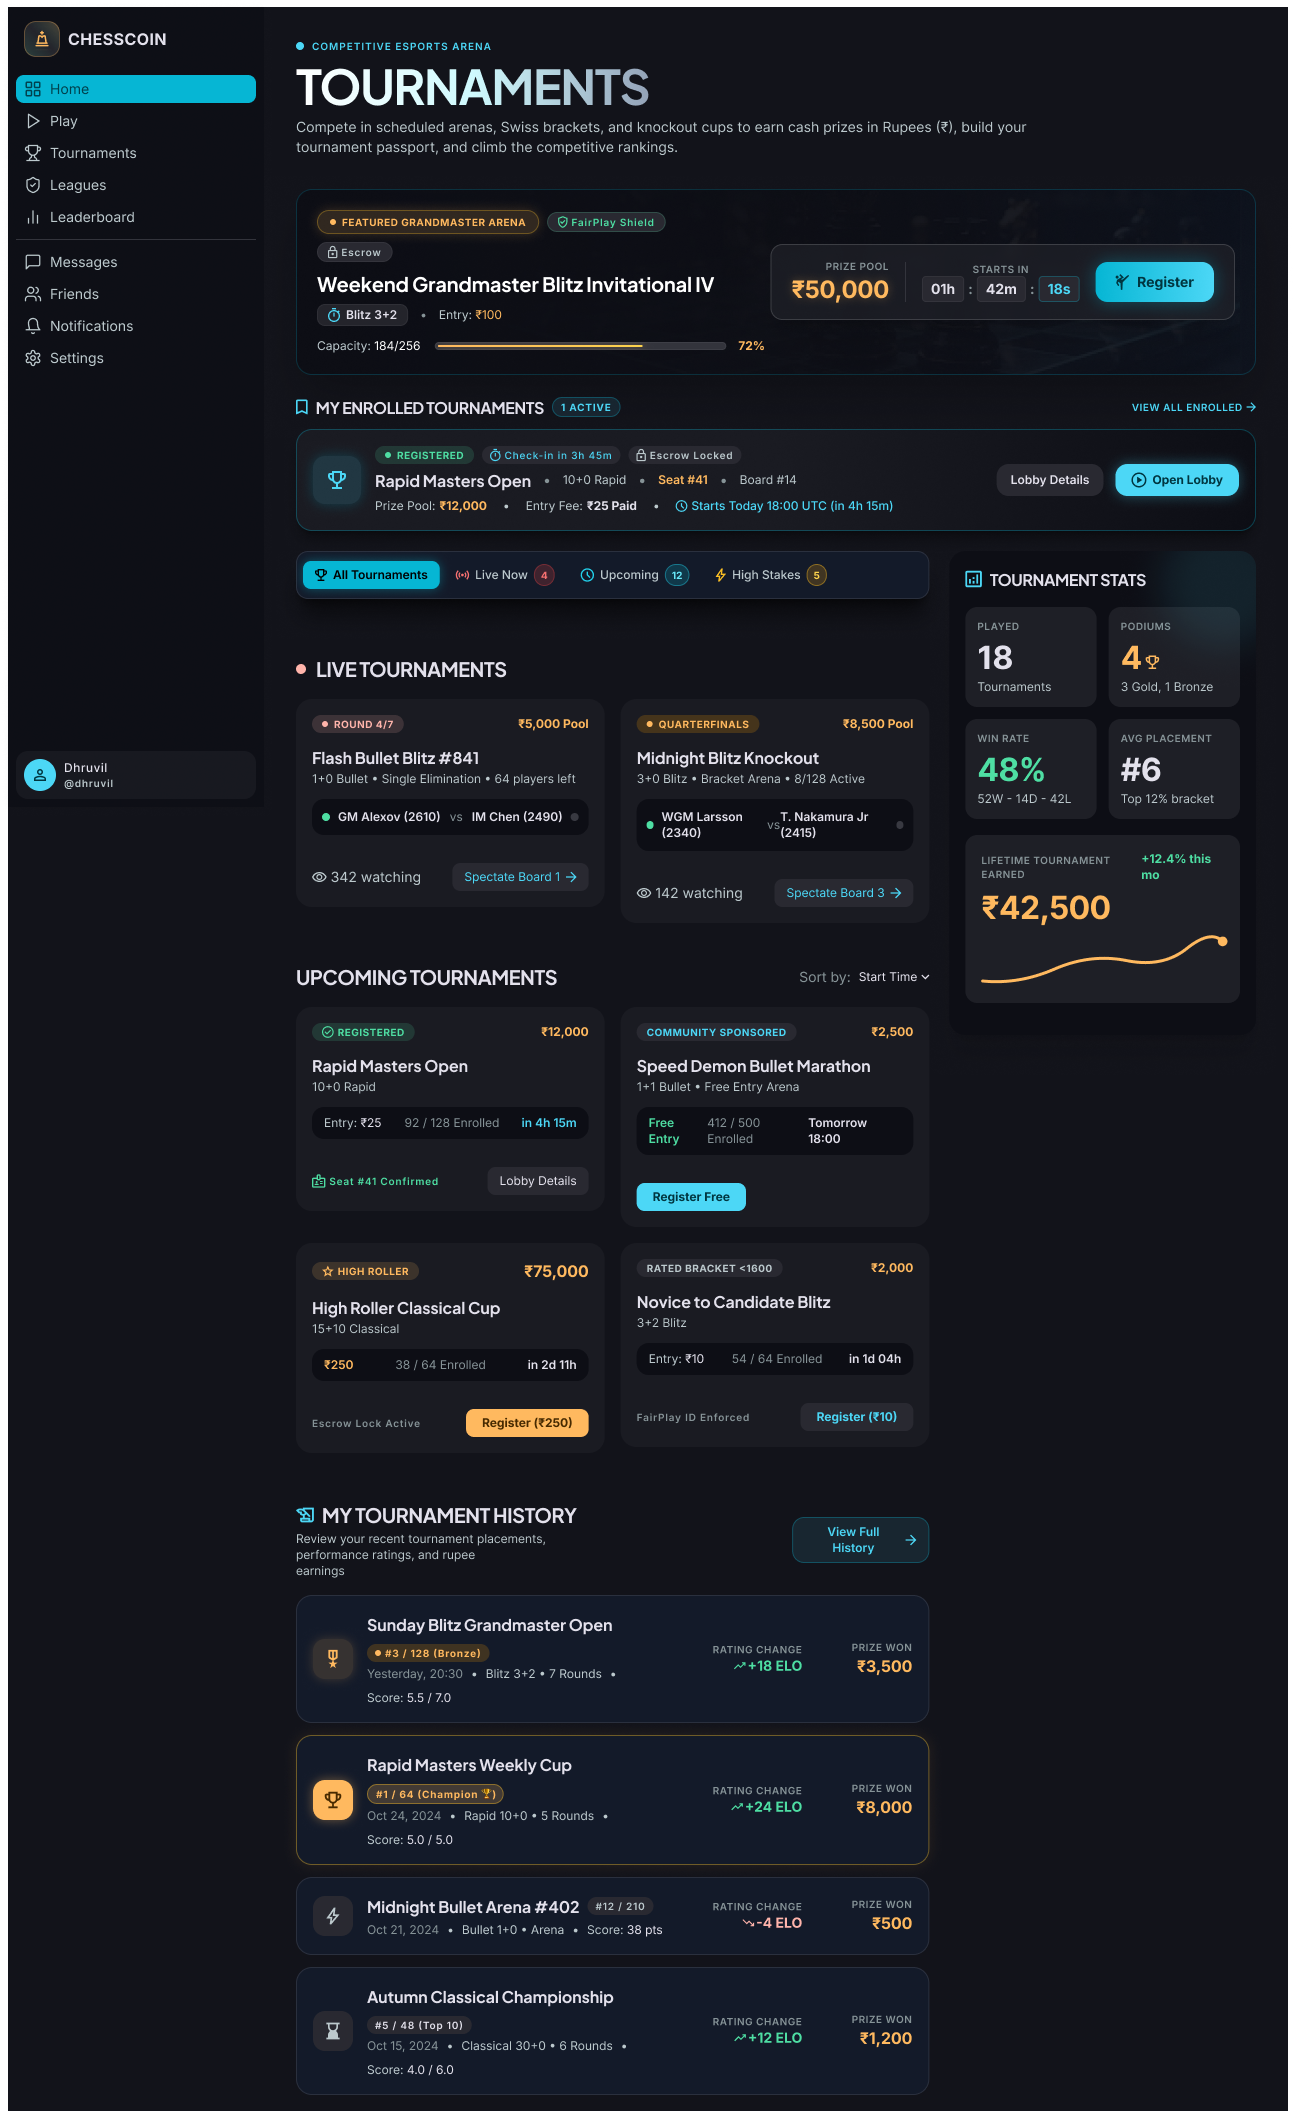 CHESSCOIN
Home
Play
Tournaments
Leagues
Leaderboard
Messages
Friends
Notifications
Settings
Dhruvil
@dhruvil
COMPETITIVE ESPORTS ARENA
TOURNAMENTS
Compete in scheduled arenas, Swiss brackets, and knockout cups to earn cash prizes in Rupees (₹), build your
tournament passport, and climb the competitive rankings.
FEATURED GRANDMASTER ARENA
FairPlay Shield
Escrow
Weekend Grandmaster Blitz Invitational IV
Blitz 3+2 • Entry: ₹100
Capacity: 184/256 72%
PRIZE POOL
₹50,000
STARTS IN
01h : 42m : 18s
Register
MY ENROLLED TOURNAMENTS 1 ACTIVE
VIEW ALL ENROLLED →
REGISTERED Check-in in 3h 45m Escrow Locked
Rapid Masters Open • 10+0 Rapid • Seat #41 • Board #14
Prize Pool: ₹12,000 • Entry Fee: ₹25 Paid • Starts Today 18:00 UTC (in 4h 15m)
Lobby Details
Open Lobby
All Tournaments
Live Now 4
Upcoming 12
High Stakes 5
LIVE TOURNAMENTS
ROUND 4/7 ₹5,000 Pool
Flash Bullet Blitz #841
1+0 Bullet • Single Elimination • 64 players left
GM Alexov (2610) vs IM Chen (2490)
342 watching
Spectate Board 1 →
QUARTERFINALS ₹8,500 Pool
Midnight Blitz Knockout
3+0 Blitz • Bracket Arena • 8/128 Active
WGM Larsson vs T. Nakamura Jr
(2340) (2415)
142 watching
Spectate Board 3 →
UPCOMING TOURNAMENTS
Sort by: Start Time
REGISTERED ₹12,000
Rapid Masters Open
10+0 Rapid
Entry: ₹25 92 / 128 Enrolled in 4h 15m
Seat #41 Confirmed
Lobby Details
COMMUNITY SPONSORED ₹2,500
Speed Demon Bullet Marathon
1+1 Bullet • Free Entry Arena
Free 412 / 500 Tomorrow
Entry Enrolled 18:00
Register Free
HIGH ROLLER ₹75,000
High Roller Classical Cup
15+10 Classical
₹250 38 / 64 Enrolled in 2d 11h
Escrow Lock Active
Register (₹250)
RATED BRACKET <1600 ₹2,000
Novice to Candidate Blitz
3+2 Blitz
Entry: ₹10 54 / 64 Enrolled in 1d 04h
FairPlay ID Enforced
Register (₹10)
TOURNAMENT STATS
PLAYED
18
Tournaments
PODIUMS
4
3 Gold, 1 Bronze
WIN RATE
48%
52W - 14D - 42L
AVG PLACEMENT
#6
Top 12% bracket
LIFETIME TOURNAMENT
EARNED
+12.4% this
mo
₹42,500
MY TOURNAMENT HISTORY
Review your recent tournament placements,
performance ratings, and rupee
earnings
View Full
History →
Sunday Blitz Grandmaster Open
#3 / 128 (Bronze)
Yesterday, 20:30 • Blitz 3+2 • 7 Rounds •
Score: 5.5 / 7.0
RATING CHANGE
+18 ELO
PRIZE WON
₹3,500
Rapid Masters Weekly Cup
#1 / 64 (Champion 🏆)
Oct 24, 2024 • Rapid 10+0 • 5 Rounds •
Score: 5.0 / 5.0
RATING CHANGE
+24 ELO
PRIZE WON
₹8,000
Midnight Bullet Arena #402 #12 / 210
Oct 21, 2024 • Bullet 1+0 • Arena • Score: 38 pts
RATING CHANGE
-4 ELO
PRIZE WON
₹500
Autumn Classical Championship
#5 / 48 (Top 10)
Oct 15, 2024 • Classical 30+0 • 6 Rounds •
Score: 4.0 / 6.0
RATING CHANGE
+12 ELO
PRIZE WON
₹1,200